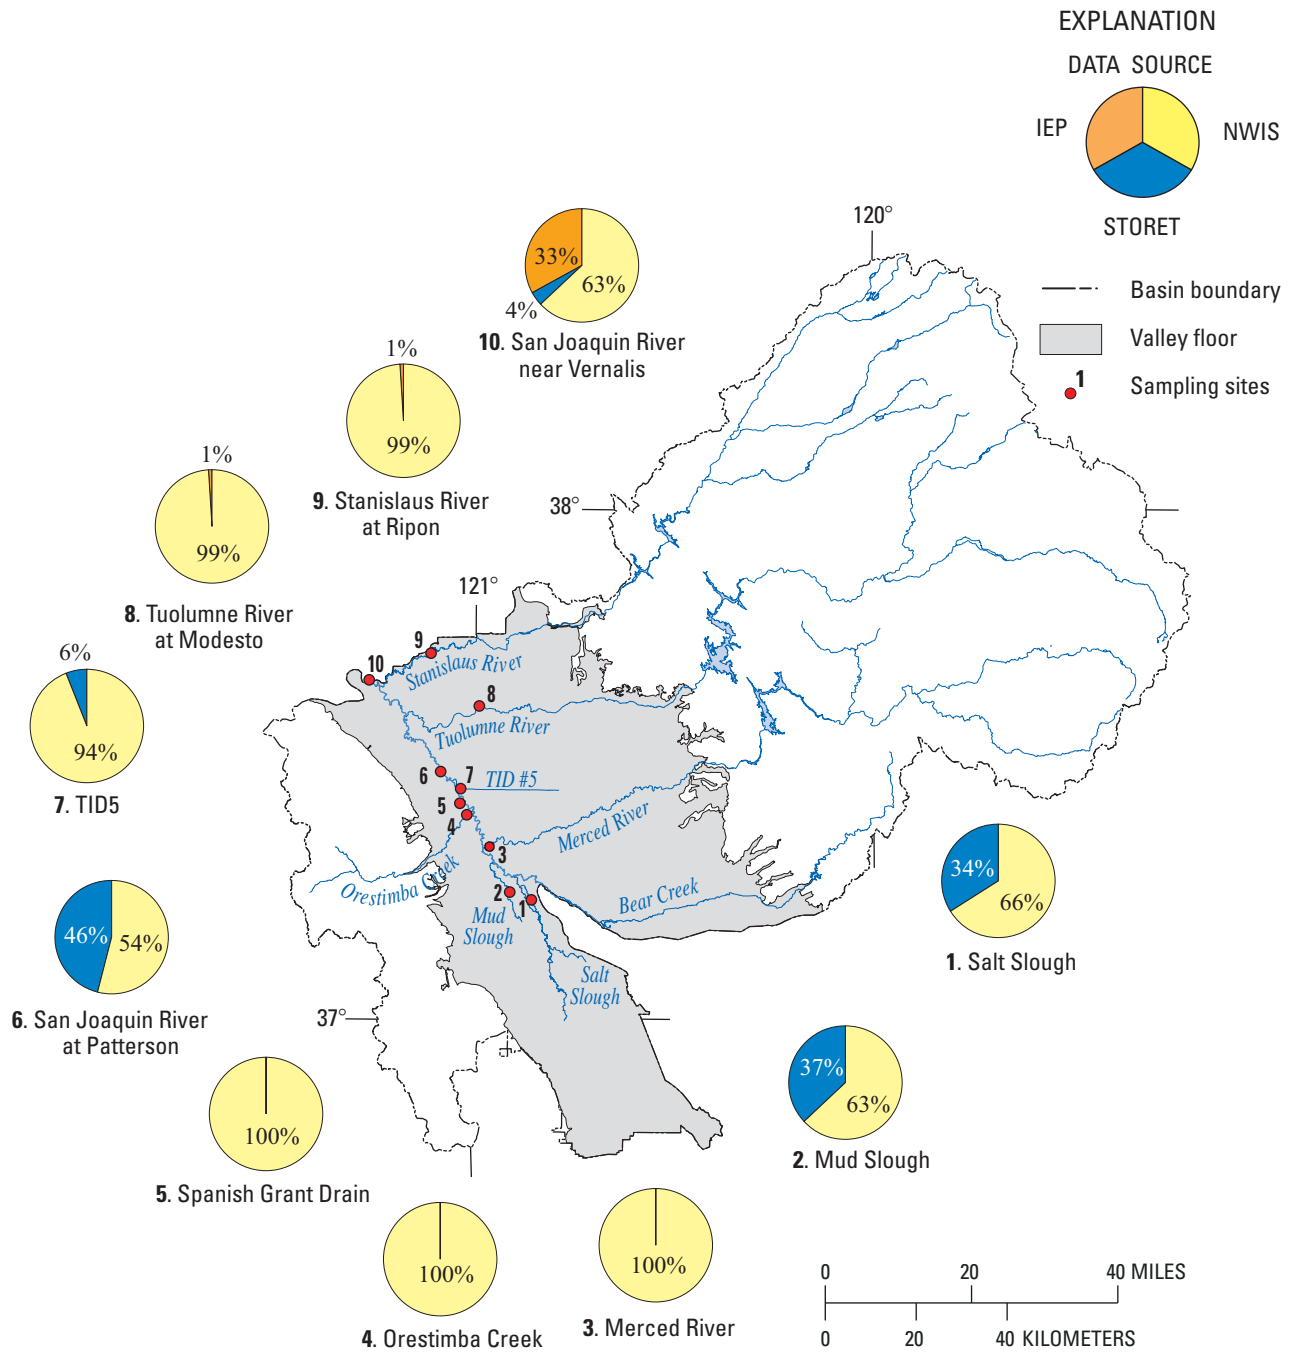 EXPLANATION
DATA SOURCE
IEP
NWIS
STORET
Basin boundary
Valley floor
1
Sampling sites
120°
33%
63%
4%
10. San Joaquin River
near Vernalis
1%
99%
9. Stanislaus River
at Ripon
1%
99%
8. Tuolumne River
at Modesto
38°
121°
6%
94%
7. TID5
9
10
Stanislaus River
8
Tuolumne River
6
7
TID #5
5
4
Merced River
3
Orestimba Creek
2
1
Mud
Slough
Bear Creek
Salt
Slough
34%
66%
1. Salt Slough
46%
54%
6. San Joaquin River
at Patterson
37°
37%
63%
2. Mud Slough
100%
5. Spanish Grant Drain
100%
4. Orestimba Creek
100%
3. Merced River
0 20 40 MILES
0 20 40 KILOMETERS